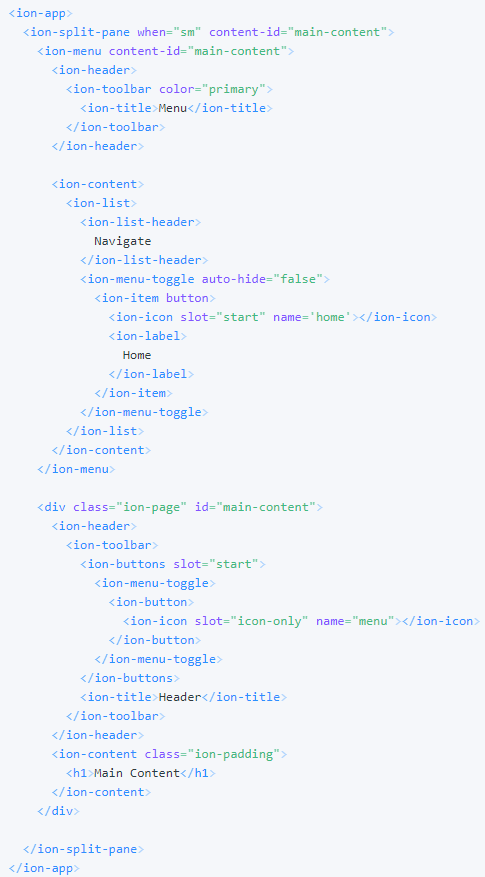 <ion-app>
  <ion-split-pane when="sm" content-id="main-content">
    <ion-menu content-id="main-content">
      <ion-header>
        <ion-toolbar color="primary">
          <ion-title>Menu</ion-title>
        </ion-toolbar>
      </ion-header>

      <ion-content>
        <ion-list>
          <ion-list-header>
            Navigate
          </ion-list-header>
          <ion-menu-toggle auto-hide="false">
            <ion-item button>
              <ion-icon slot="start" name='home'></ion-icon>
              <ion-label>
                Home
              </ion-label>
            </ion-item>
          </ion-menu-toggle>
        </ion-list>
      </ion-content>
    </ion-menu>

    <div class="ion-page" id="main-content">
      <ion-header>
        <ion-toolbar>
          <ion-buttons slot="start">
            <ion-menu-toggle>
              <ion-button>
                <ion-icon slot="icon-only" name="menu"></ion-icon>
              </ion-button>
            </ion-menu-toggle>
          </ion-buttons>
          <ion-title>Header</ion-title>
        </ion-toolbar>
      </ion-header>
      <ion-content class="ion-padding">
        <h1>Main Content</h1>
      </ion-content>
    </div>

  </ion-split-pane>
</ion-app>